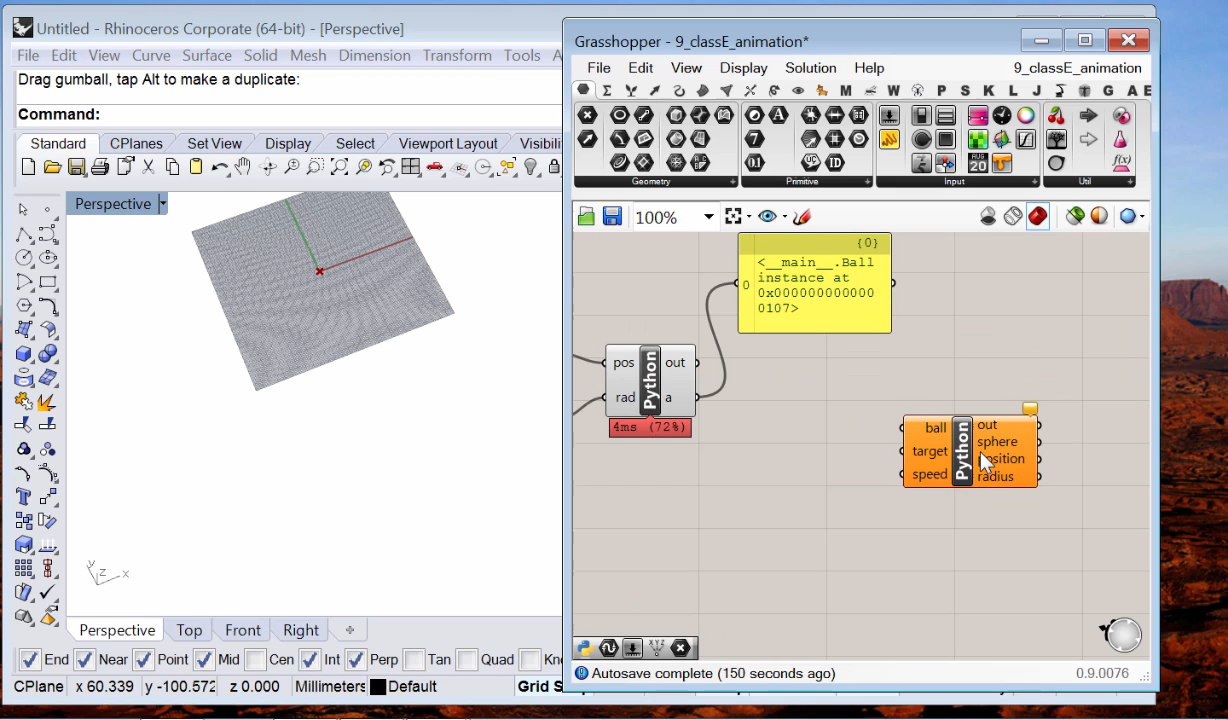 Untitled - Rhinoceros Corporate (64-bit) - [Perspective]
File Edit View Curve Surface Solid Mesh Dimension Transform Tools A
Drag gumball, tap Alt to make a duplicate:
Command:
Standard CPlanes Set View Display Select Viewport Layout Visibili
Perspective
y z x
Perspective Top Front Right
End Near Point Mid Cen Int Perp Tan Quad Kn
CPlane x 60.339 y -100.572 z 0.000 Millimeters Default Grid S
Grasshopper - 9_classE_animation*
File Edit View Display Solution Help 9_classE_animation
M W P S K L J G A E
Geometry Primitive Input Util
100%
{0}
0 <__main__.Ball
instance at
0x000000000000
0107>
pos Python out
rad a
4ms (72%)
ball Python out
target sphere
position
speed radius
Autosave complete (150 seconds ago) 0.9.0076